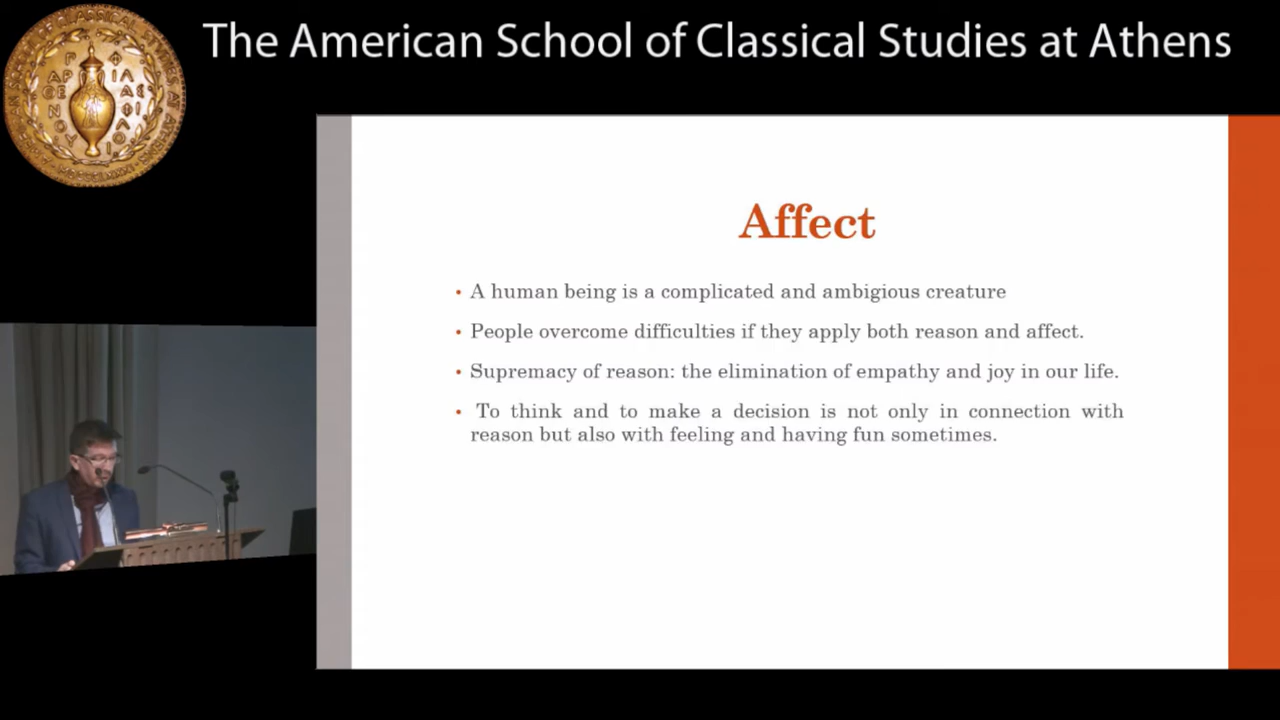 The American School of Classical Studies at Athens
Affect
• A human being is a complicated and ambigious creature
• People overcome difficulties if they apply both reason and affect.
• Supremacy of reason: the elimination of empathy and joy in our life.
• To think and to make a decision is not only in connection with
reason but also with feeling and having fun sometimes.